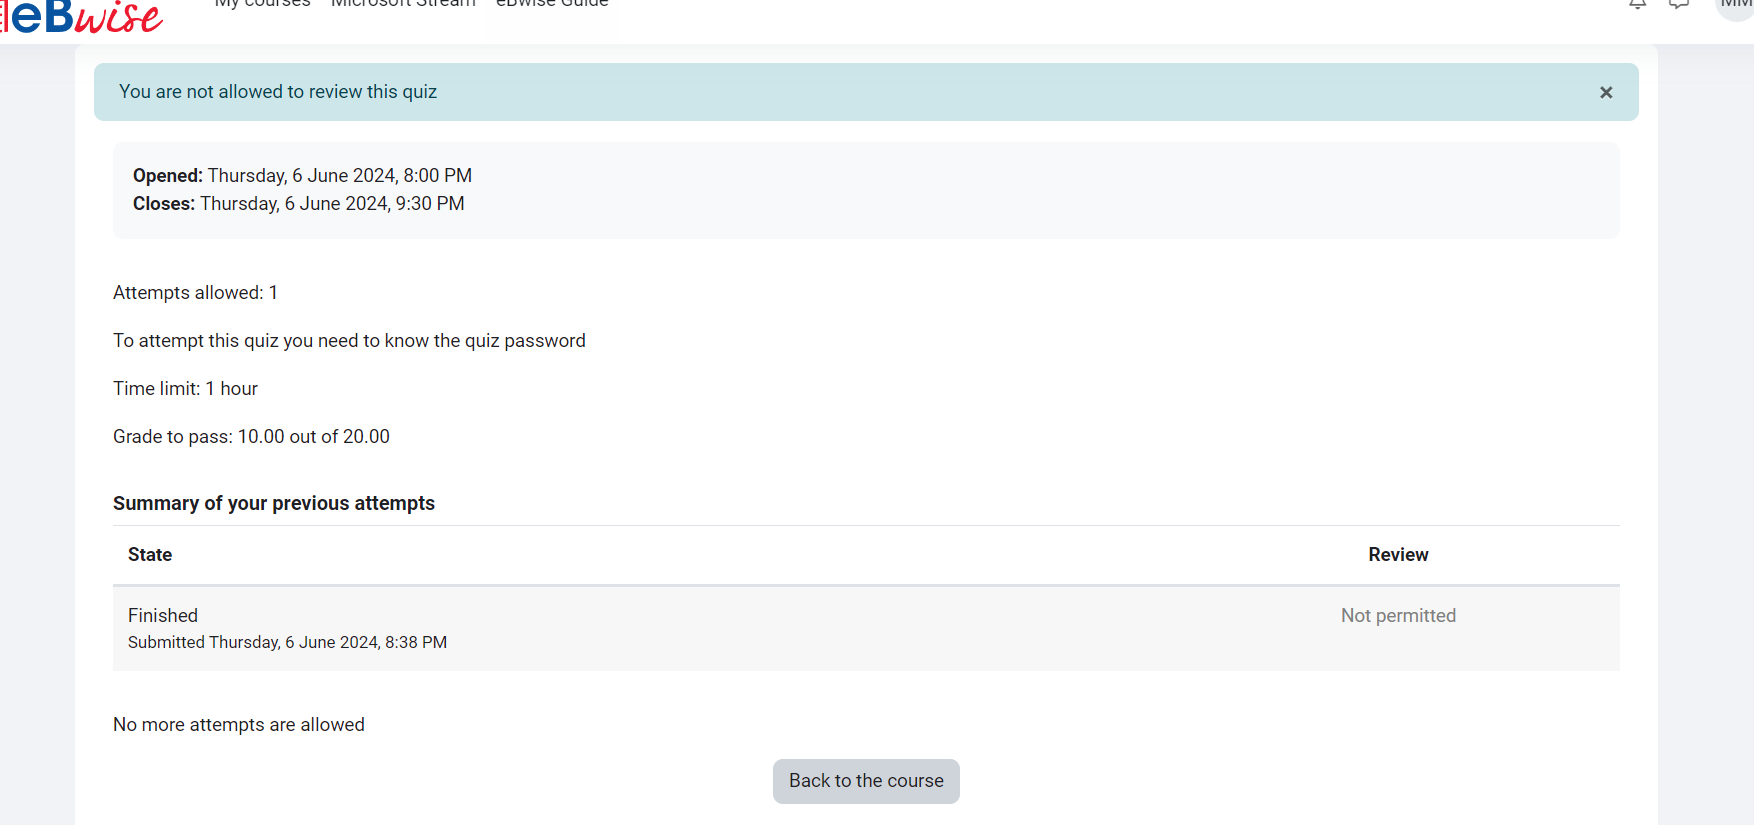 eBwise
My courses Microsoft Stream eBwise Guide
MM
You are not allowed to review this quiz ×
Opened: Thursday, 6 June 2024, 8:00 PM
Closes: Thursday, 6 June 2024, 9:30 PM
Attempts allowed: 1
To attempt this quiz you need to know the quiz password
Time limit: 1 hour
Grade to pass: 10.00 out of 20.00
Summary of your previous attempts
State Review
Finished Not permitted
Submitted Thursday, 6 June 2024, 8:38 PM
No more attempts are allowed
Back to the course